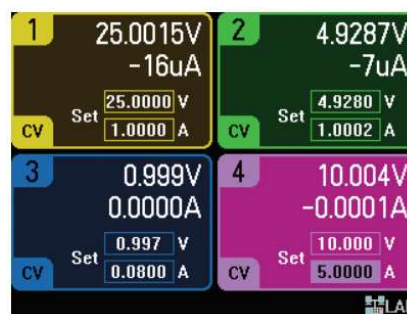 1 25.0015V
-16uA
Set 25.0000 V
1.0000 A
CV
2 4.9287V
-7uA
Set 4.9280 V
1.0002 A
CV
3 0.999V
0.0000A
Set 0.997 V
0.0800 A
CV
4 10.004V
-0.0001A
Set 10.000 V
5.0000 A
CV
LA